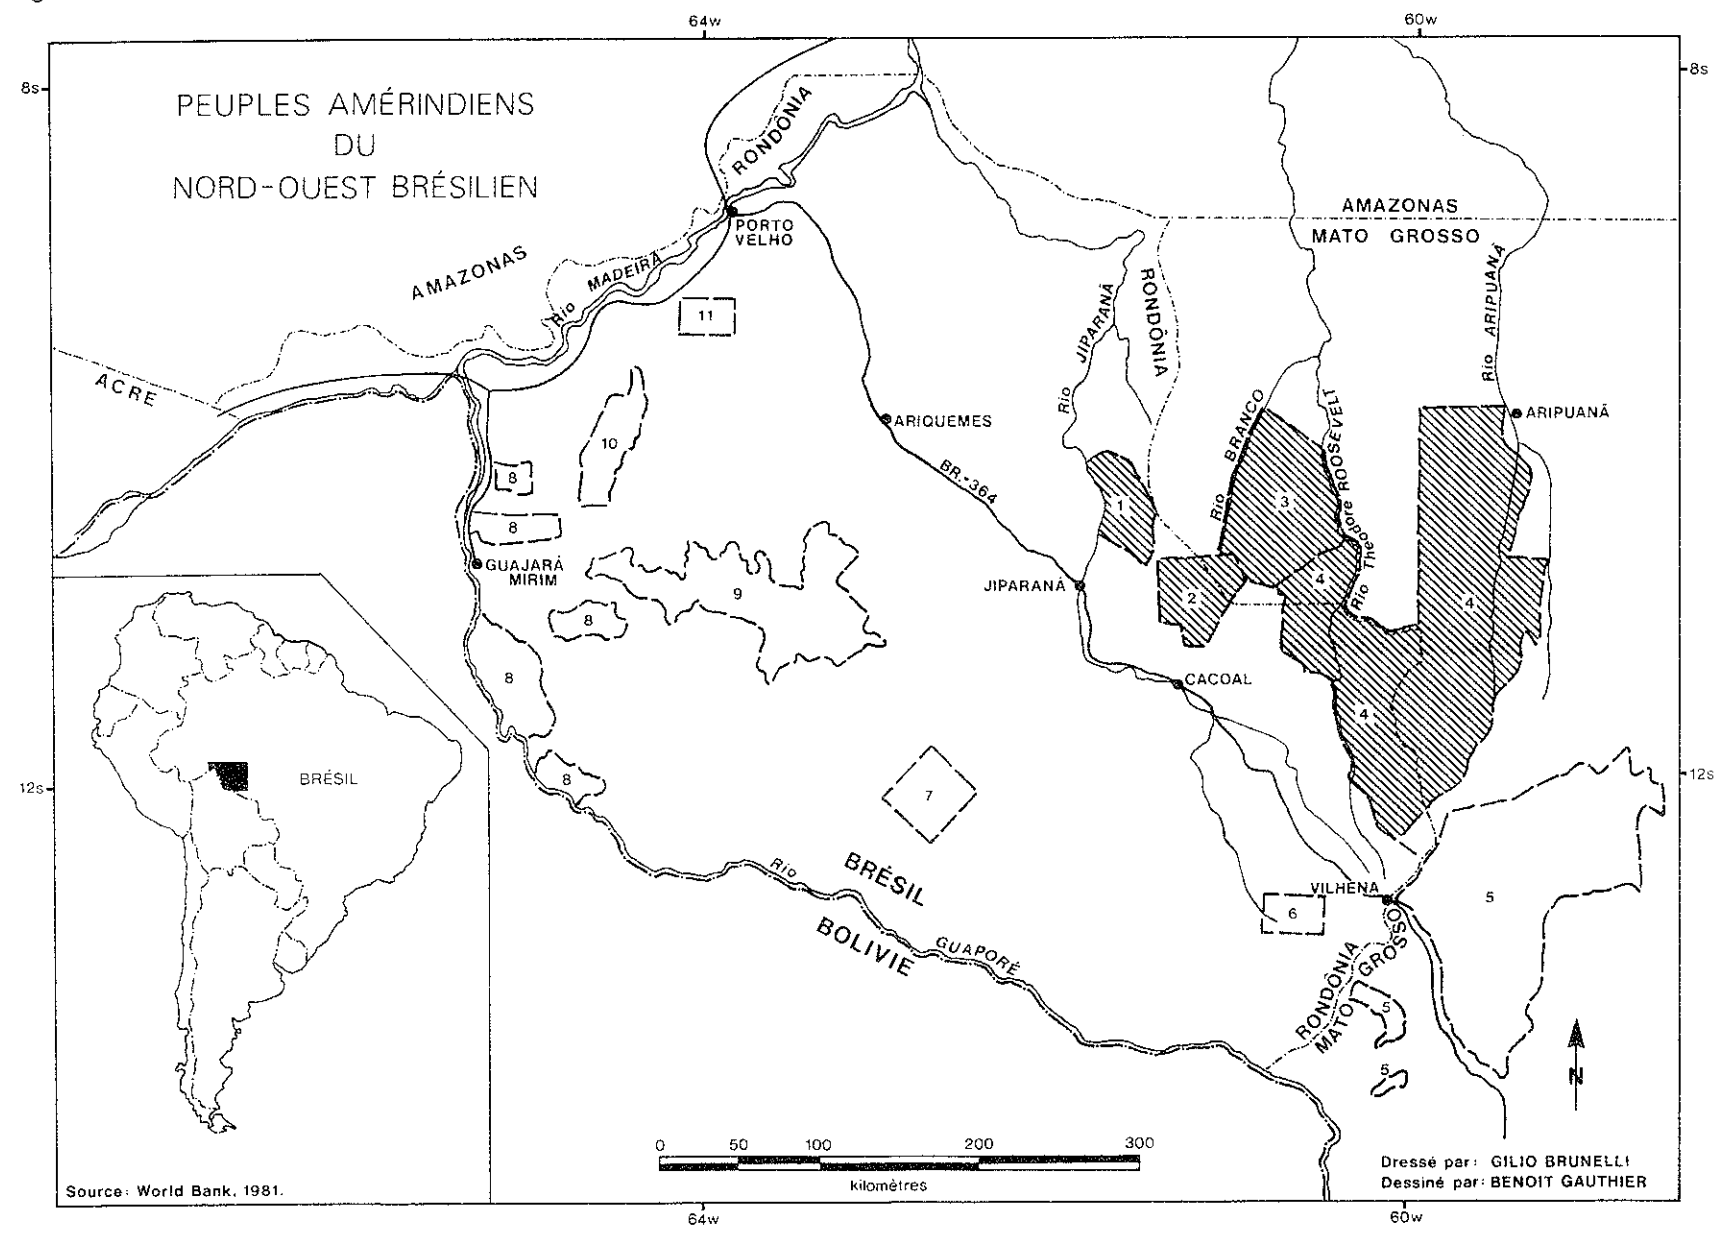 64w
60w
8s
8s
PEUPLES AMÉRINDIENS
DU
NORD-OUEST BRÉSILIEN
RONDÔNIA
AMAZONAS
MATO GROSSO
PORTO
VELHO
AMAZONAS
Rio MADEIRA
11
ACRE
Rio JIPARANÁ
RONDÔNIA
Rio ARIPUANÃ
10
ARIQUEMES
BR.-364
Rio BRANCO
Rio Theodore ROOSEVELT
ARIPUANÃ
8
8
1
3
GUAJARÁ
MIRIM
9
JIPARANÁ
2
4
4
8
8
CACOAL
4
8
7
BRÉSIL
12s
12s
Rio GUAPORÉ
BRÉSIL
BOLIVIE
VILHENA
6
5
RONDÔNIA
MATO GROSSO
5
5
N
0 50 100 200 300
kilomètres
Source: World Bank, 1981.
Dressé par: GILIO BRUNELLI
Dessiné par: BENOIT GAUTHIER
64w
60w